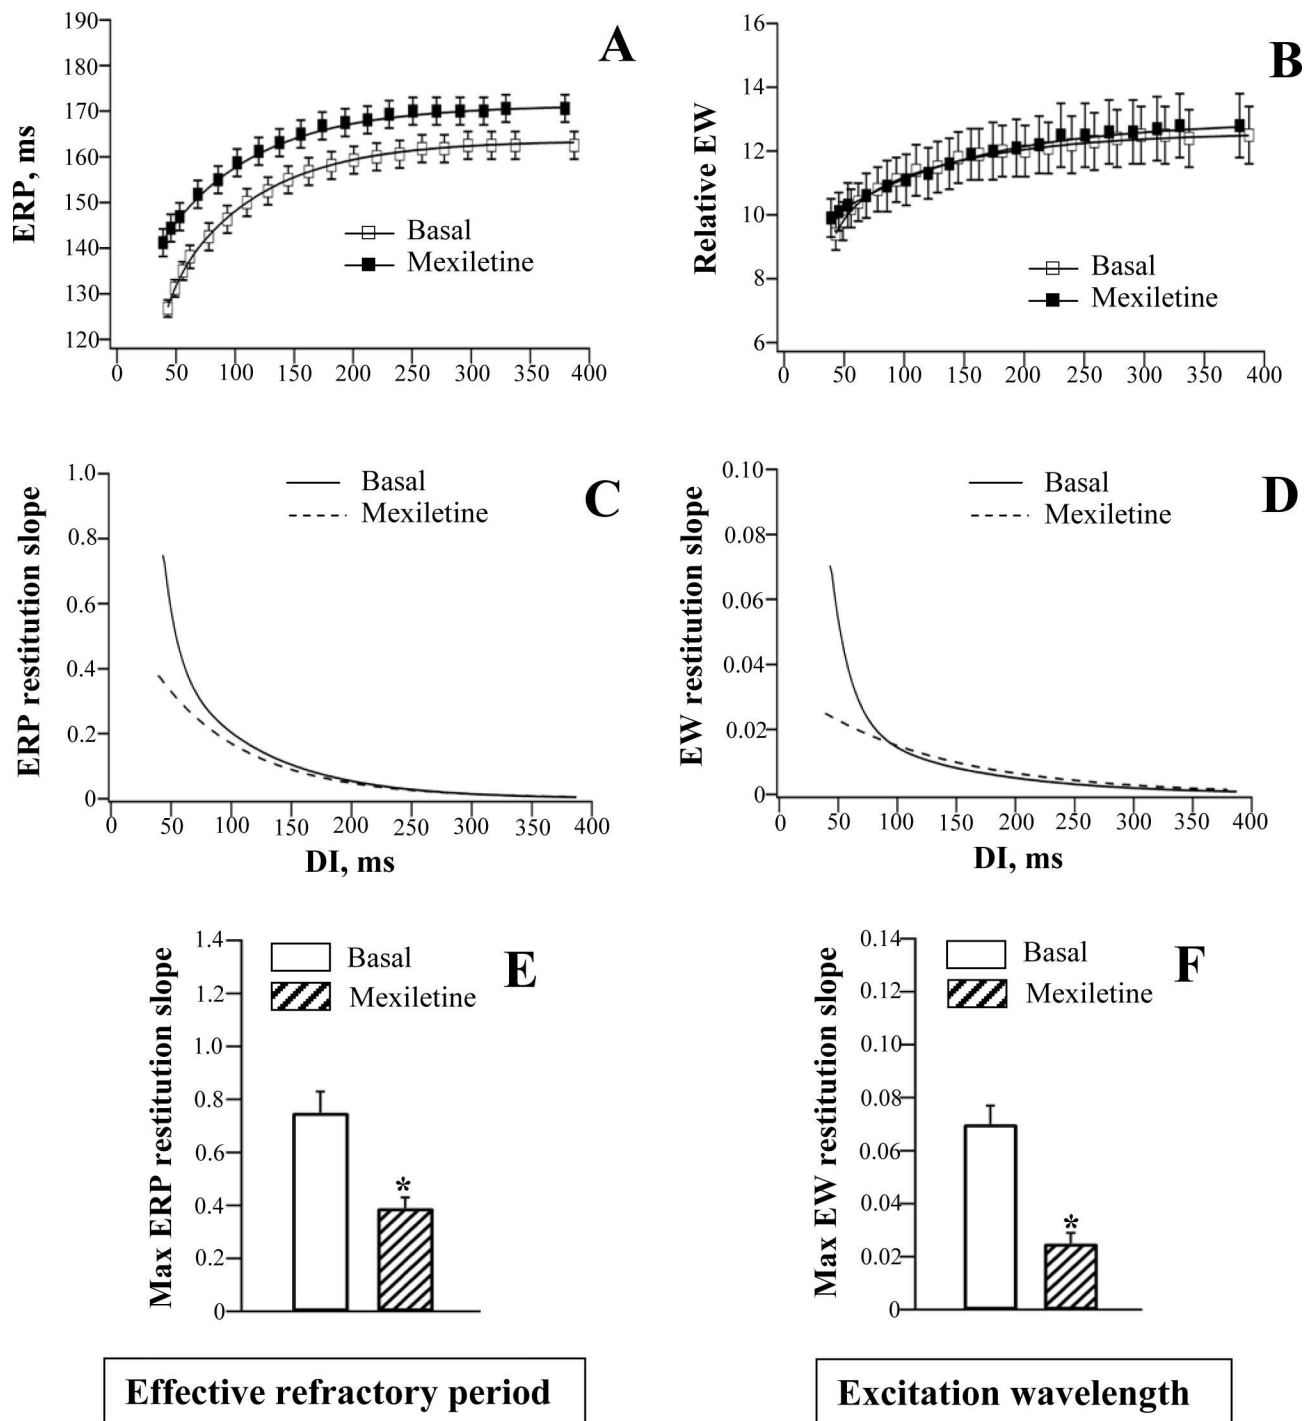 A
ERP, ms
190
180
170
160
150
140
130
120
0 50 100 150 200 250 300 350 400
Basal
Mexiletine
B
Relative EW
16
14
12
10
8
6
0 50 100 150 200 250 300 350 400
Basal
Mexiletine
C
ERP restitution slope
1.0
0.8
0.6
0.4
0.2
0
0 50 100 150 200 250 300 350 400
DI, ms
Basal
Mexiletine
D
EW restitution slope
0.10
0.08
0.06
0.04
0.02
0
0 50 100 150 200 250 300 350 400
DI, ms
Basal
Mexiletine
E
Max ERP restitution slope
1.4
1.2
1.0
0.8
0.6
0.4
0.2
0
Basal
Mexiletine
*
F
Max EW restitution slope
0.14
0.12
0.10
0.08
0.06
0.04
0.02
0
Basal
Mexiletine
*
Effective refractory period
Excitation wavelength